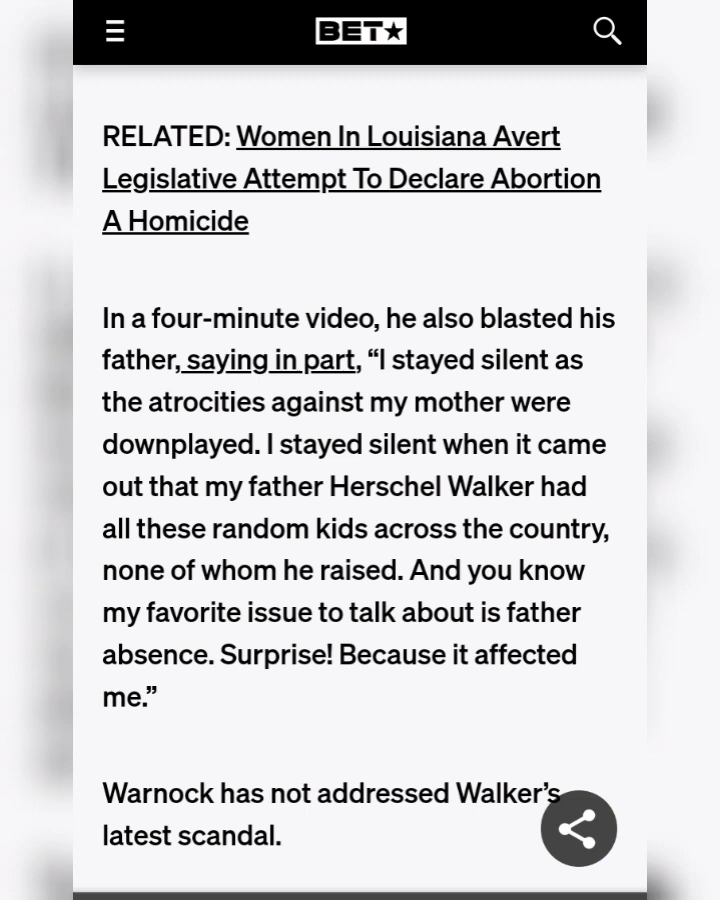 BET★
RELATED: Women In Louisiana Avert
Legislative Attempt To Declare Abortion
A Homicide
In a four-minute video, he also blasted his
father, saying in part, “I stayed silent as
the atrocities against my mother were
downplayed. I stayed silent when it came
out that my father Herschel Walker had
all these random kids across the country,
none of whom he raised. And you know
my favorite issue to talk about is father
absence. Surprise! Because it affected
me.”
Warnock has not addressed Walker’s
latest scandal.